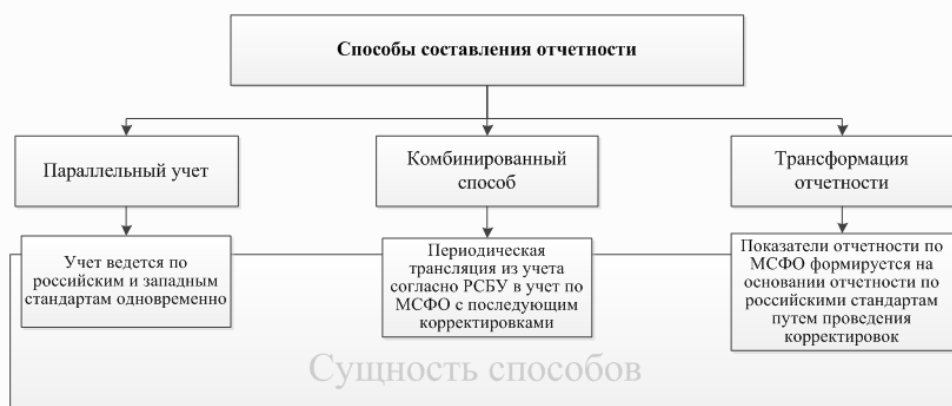 Способы составления отчетности
Параллельный учет
Комбинированный
способ
Трансформация
отчетности
Учет ведется по
российским и западным
стандартам одновременно
Периодическая
трансляция из учета
согласно РСБУ в учет по
МСФО с последующим
корректировками
Показатели отчетности по
МСФО формируется на
основании отчетности по
российскими стандартам
путем проведения
корректировок
Сущность способов